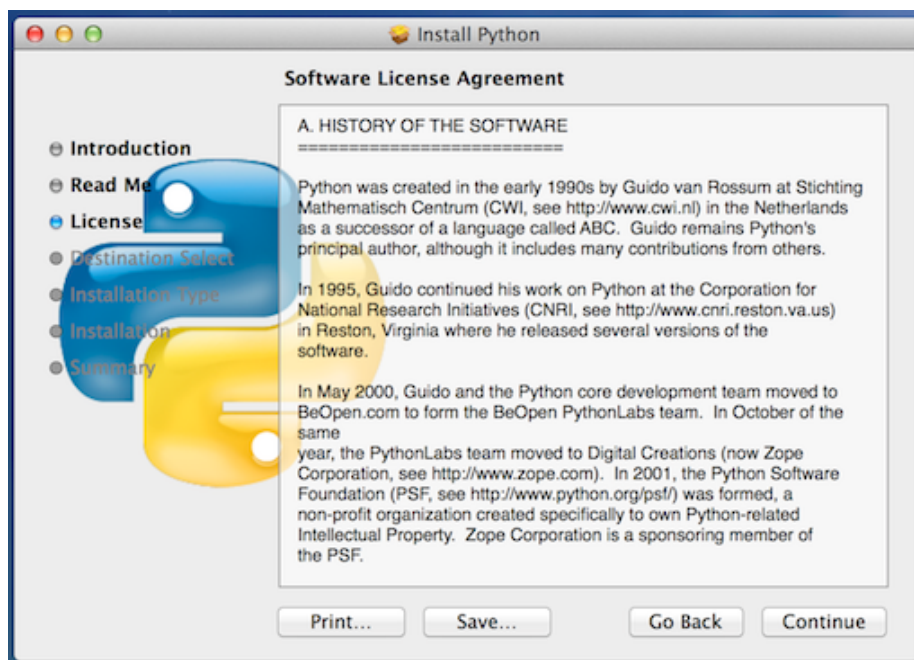 Install Python
Software License Agreement
Introduction
Read Me
License
Destination Select
Installation Type
Installation
Summary
A. HISTORY OF THE SOFTWARE
==========================
Python was created in the early 1990s by Guido van Rossum at Stichting
Mathematisch Centrum (CWI, see http://www.cwi.nl) in the Netherlands
as a successor of a language called ABC.  Guido remains Python's
principal author, although it includes many contributions from others.
In 1995, Guido continued his work on Python at the Corporation for
National Research Initiatives (CNRI, see http://www.cnri.reston.va.us)
in Reston, Virginia where he released several versions of the
software.
In May 2000, Guido and the Python core development team moved to
BeOpen.com to form the BeOpen PythonLabs team.  In October of the
same
year, the PythonLabs team moved to Digital Creations (now Zope
Corporation, see http://www.zope.com).  In 2001, the Python Software
Foundation (PSF, see http://www.python.org/psf/) was formed, a
non-profit organization created specifically to own Python-related
Intellectual Property.  Zope Corporation is a sponsoring member of
the PSF.
Print... Save... Go Back Continue